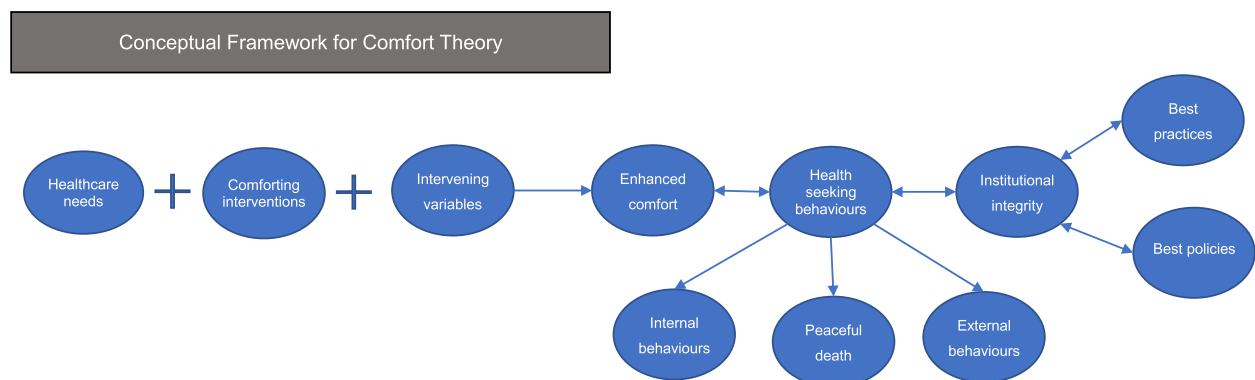 Conceptual Framework for Comfort Theory
Healthcare
needs
+
Comforting
interventions
+
Intervening
variables
Enhanced
comfort
Health
seeking
behaviours
Institutional
integrity
Best
practices
Best policies
Internal
behaviours
Peaceful
death
External
behaviours